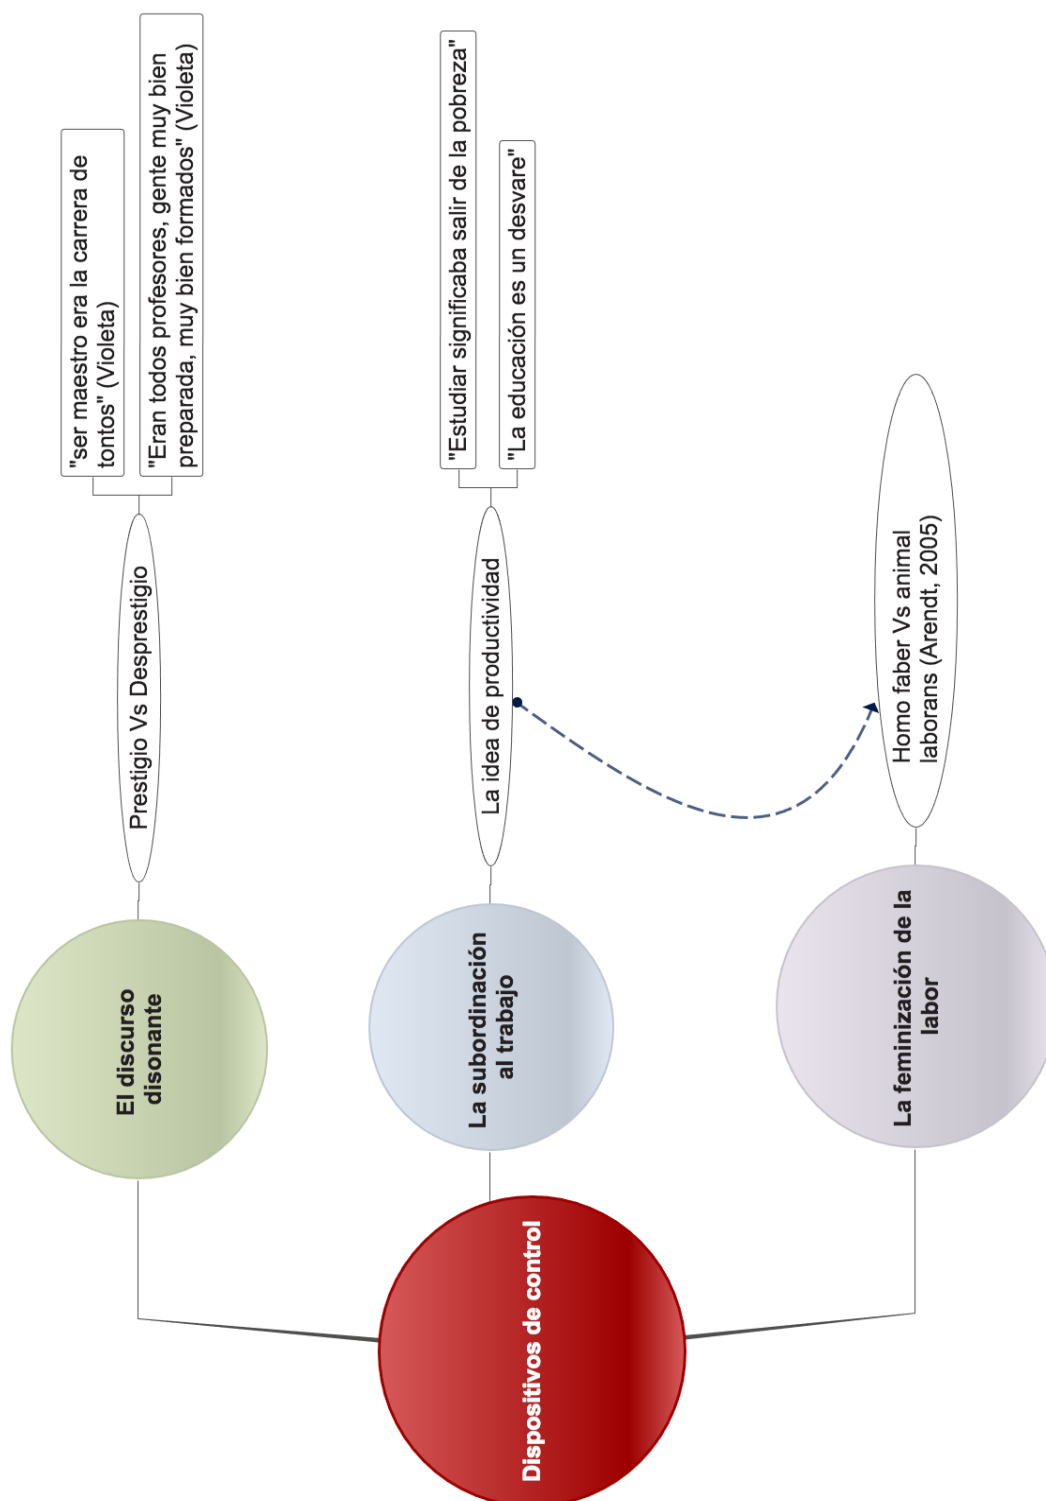 Dispositivos de control
El discurso
disonante
Prestigio Vs Desprestigio
"ser maestro era la carrera de
tontos" (Violeta)
"Eran todos profesores, gente muy bien
preparada, muy bien formados" (Violeta)
La subordinación
al trabajo
La idea de productividad
"Estudiar significaba salir de la pobreza"
"La educación es un desvare"
La feminización de la
labor
Homo faber Vs animal
laborans (Arendt, 2005)